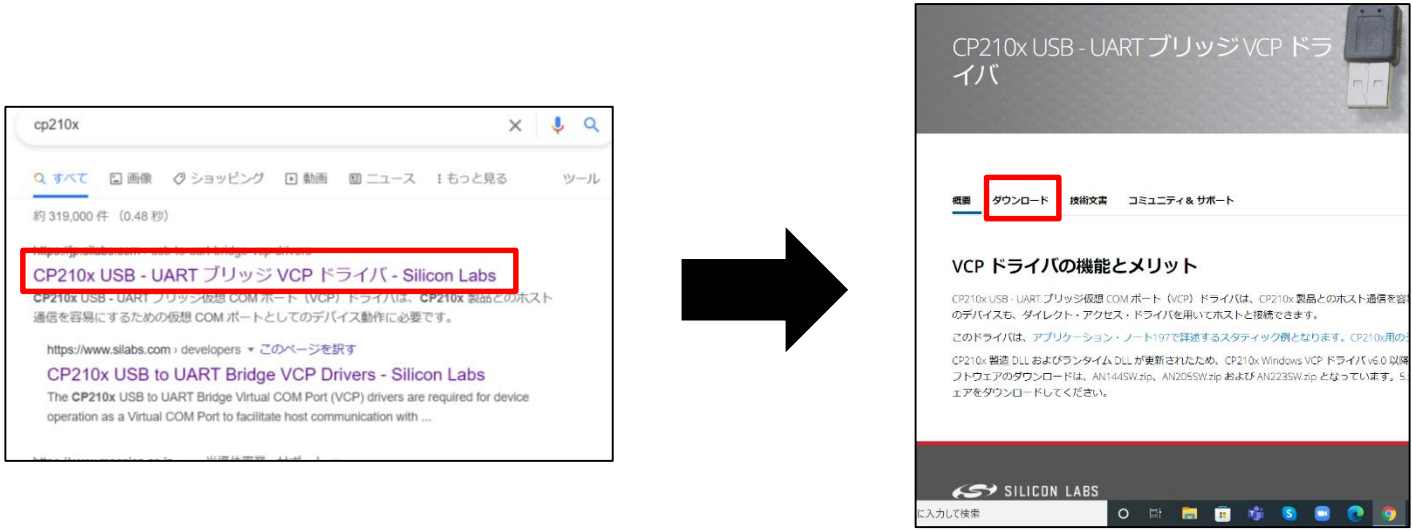 cp210x
すべて 画像 ショッピング 動画 ニュース もっと見る ツール
約 319,000 件 (0.48 秒)
CP210x USB - UART ブリッジ VCP ドライバ - Silicon Labs
CP210x USB - UART ブリッジ仮想 COM ポート（VCP）ドライバは、CP210x 製品とのホスト
通信を容易にするための仮想 COM ポートとしてのデバイス動作に必要です。
https://www.silabs.com › developers ▾ このページを訳す
CP210x USB to UART Bridge VCP Drivers - Silicon Labs
The CP210x USB to UART Bridge Virtual COM Port (VCP) drivers are required for device
operation as a Virtual COM Port to facilitate host communication with ...
CP210x USB - UART ブリッジ VCP ドラ
イバ
概要 ダウンロード 技術文書 コミュニティ & サポート
VCP ドライバの機能とメリット
CP210x USB - UART ブリッジ仮想 COM ポート（VCP）ドライバは、CP210x 製品とのホスト通信を容
のデバイスも、ダイレクト・アクセス・ドライバを用いてホストと接続できます。
このドライバは、アプリケーション・ノート197で詳述するスタティック例となります。CP210x用の
CP210x 製造 DLL およびランタイム DLL が更新されたため、CP210x Windows VCP ドライバ v6.0 以降
フトウェアのダウンロードは、AN144SW.zip、AN205SW.zip および AN223SW.zip となっています。5.
ェアをダウンロードしてください。
SILICON LABS
に入力して検索